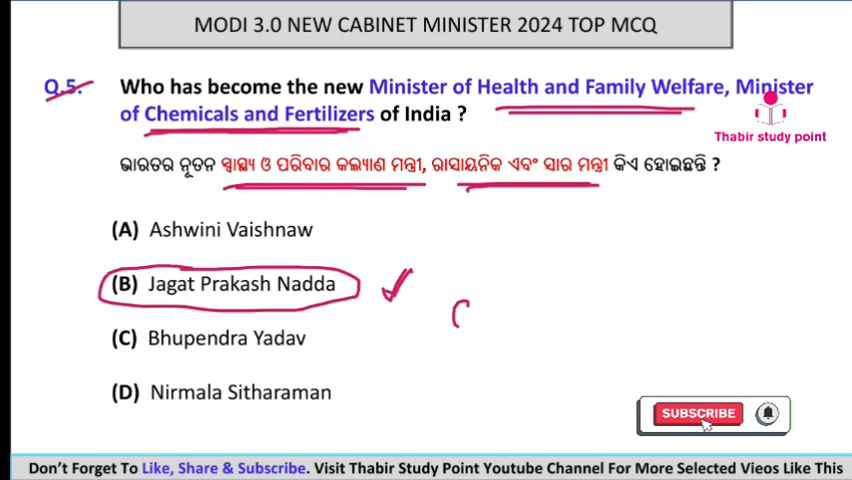 MODI 3.0 NEW CABINET MINISTER 2024 TOP MCQ
Q.5. Who has become the new Minister of Health and Family Welfare, Minister
of Chemicals and Fertilizers of India ?
Thabir study point
ଭାରତର ନୂତନ ସ୍ୱାସ୍ଥ୍ୟ ଓ ପରିବାର କଲ୍ୟାଣ ମନ୍ତ୍ରୀ, ରାସାୟନିକ ଏବଂ ସାର ମନ୍ତ୍ରୀ କିଏ ହୋଇଛନ୍ତି ?
(A) Ashwini Vaishnaw
(B) Jagat Prakash Nadda
(C) Bhupendra Yadav
(D) Nirmala Sitharaman
SUBSCRIBE
Don't Forget To Like, Share & Subscribe. Visit Thabir Study Point Youtube Channel For More Selected Vieos Like This